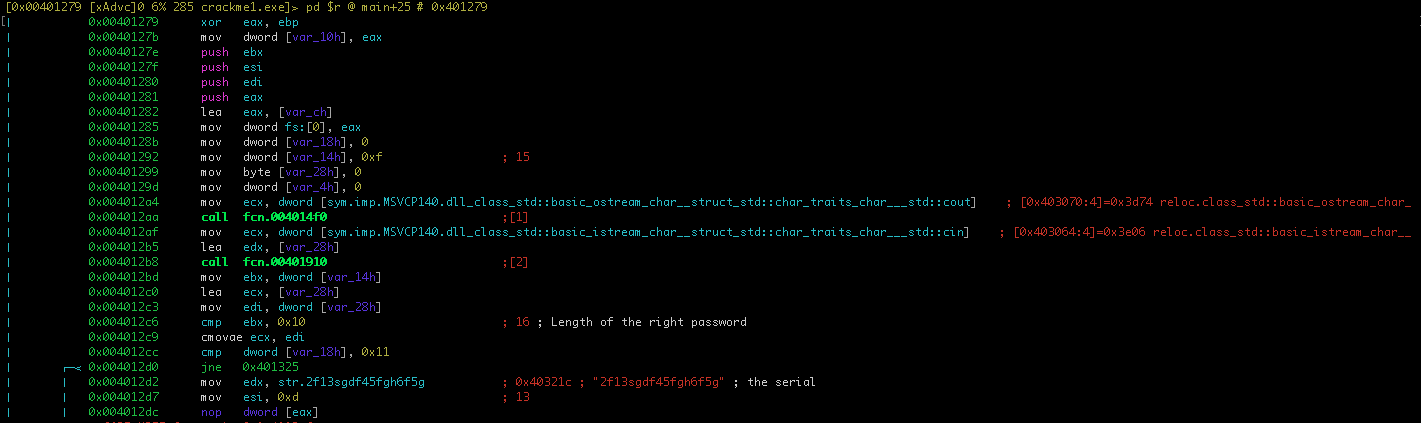 [0x00401279 [xAdvc]0 6% 285 crackme1.exe]> pd $r @ main+25 # 0x401279
0x00401279 xor eax, ebp
0x0040127b mov dword [var_10h], eax
0x0040127e push ebx
0x0040127f push esi
0x00401280 push edi
0x00401281 push eax
0x00401282 lea eax, [var_ch]
0x00401285 mov dword fs:[0], eax
0x0040128b mov dword [var_18h], 0
0x00401292 mov dword [var_14h], 0xf ; 15
0x00401299 mov byte [var_28h], 0
0x0040129d mov dword [var_4h], 0
0x004012a4 mov ecx, dword [sym.imp.MSVCP140.dll_class_std::basic_ostream_char__struct_std::char_traits_char___std::cout] ; [0x403070:4]=0x3d74 reloc.class_std::basic_ostream_char_
0x004012aa call fcn.004014f0 ;[1]
0x004012af mov ecx, dword [sym.imp.MSVCP140.dll_class_std::basic_istream_char__struct_std::char_traits_char___std::cin] ; [0x403064:4]=0x3e06 reloc.class_std::basic_istream_char__
0x004012b5 lea edx, [var_28h]
0x004012b8 call fcn.00401910 ;[2]
0x004012bd mov ebx, dword [var_14h]
0x004012c0 lea ecx, [var_28h]
0x004012c3 mov edi, dword [var_28h]
0x004012c6 cmp ebx, 0x10 ; 16 ; Length of the right password
0x004012c9 cmovae ecx, edi
0x004012cc cmp dword [var_18h], 0x11
0x004012d0 jne 0x401325
0x004012d2 mov edx, str.2f13sgdf45fgh6f5g ; 0x40321c ; "2f13sgdf45fgh6f5g" ; the serial
0x004012d7 mov esi, 0xd ; 13
0x004012dc nop dword [eax]